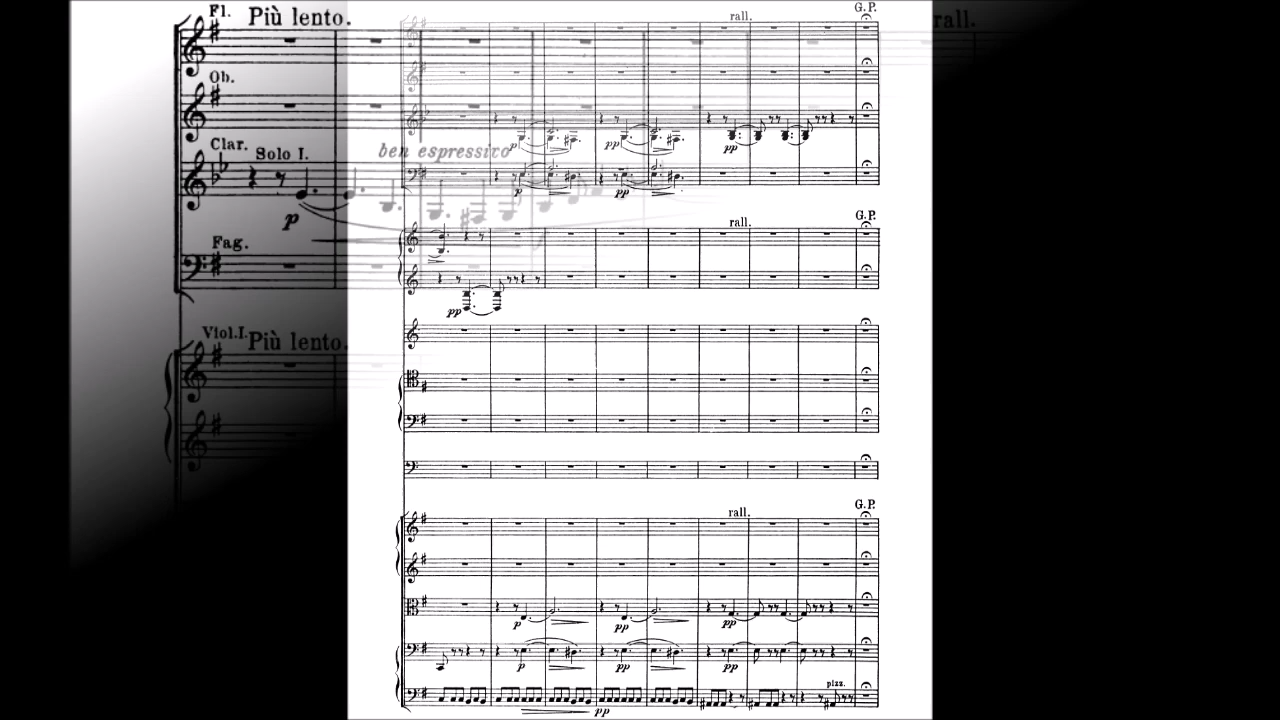 Fl. Più lento.
Ob.
Clar. Solo I. ben espressivo
p
Fag.
Viol. I. Più lento.
rall. G.P.
rall.
p pp pp
p pp
rall. G.P.
pp
rall. G.P.
p pp pp
p pp pp
pizz.
pp